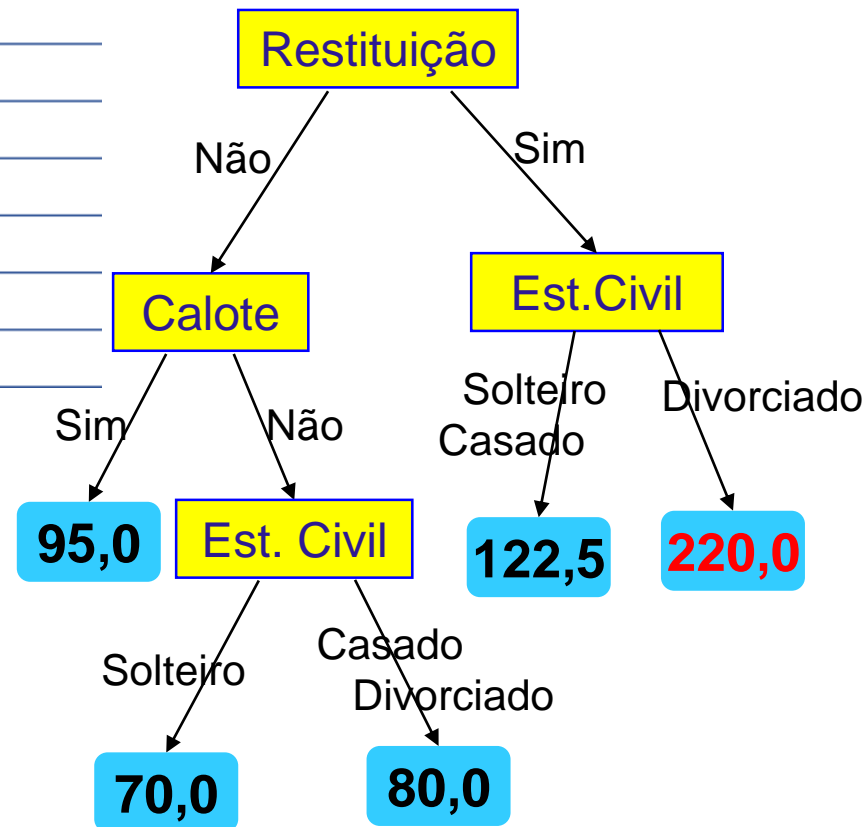 Restituição
Não
Sim
Calote
Est.Civil
Sim
Não
Solteiro
Casado
Divorciado
95,0
Est. Civil
122,5
220,0
Solteiro
Casado
Divorciado
70,0
80,0